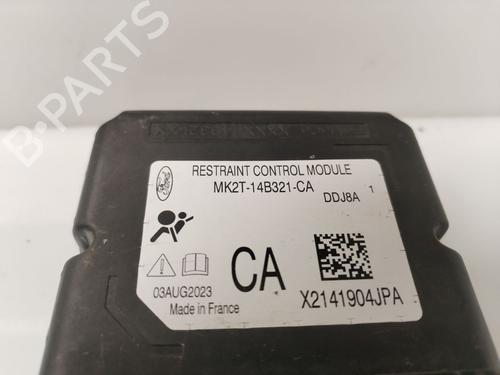 RESTRAINT CONTROL MODULE
MK2T-14B321-CA
DDJ8A 1
CA
03AUG2023
Made in France
X2141904JPA
B-PARTS